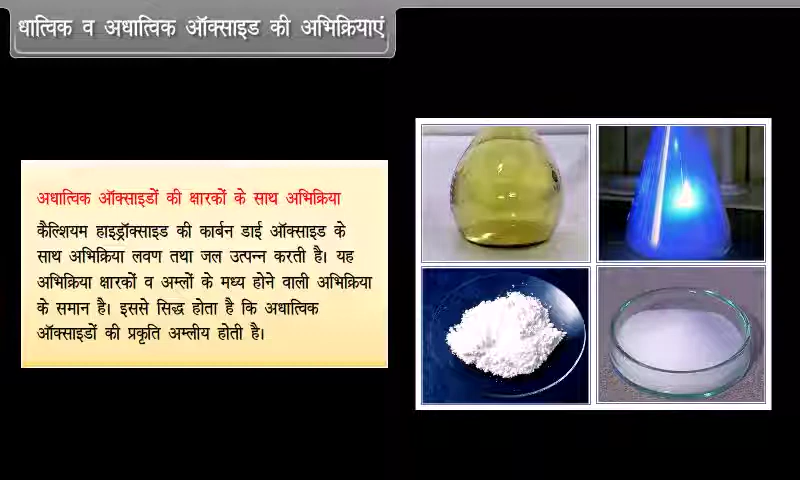 धात्विक व अधात्विक ऑक्साइड की अभिक्रियाएं
अधात्विक ऑक्साइडों की क्षारकों के साथ अभिक्रिया
कैल्शियम हाइड्रॉक्साइड की कार्बन डाई ऑक्साइड के
साथ अभिक्रिया लवण तथा जल उत्पन्न करती है। यह
अभिक्रिया क्षारकों व अम्लों के मध्य होने वाली अभिक्रिया
के समान है। इससे सिद्ध होता है कि अधात्विक
ऑक्साइडों की प्रकृति अम्लीय होती है।